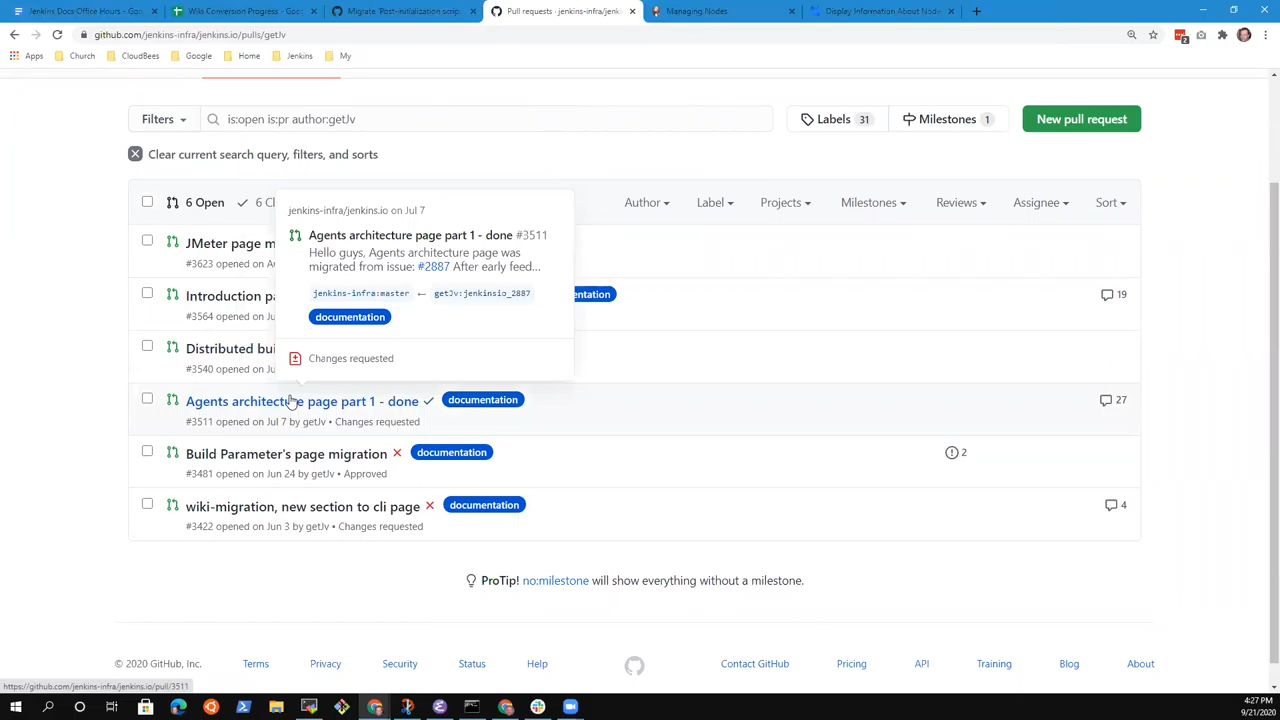 Jenkins Docs Office Hours - Goo
Wiki Conversion Progress - Goog
Migrate 'Post-initialization scrip
Pull requests · jenkins-infra/jenk
Managing Nodes
Display Information About Node
github.com/jenkins-infra/jenkins.io/pulls/getJv
2
Apps
Church
CloudBees
Google
Home
Jenkins
My
Filters
is:open is:pr author:getJv
Labels 31
Milestones 1
New pull request
Clear current search query, filters, and sorts
6 Open
6 Cl
Author
Label
Projects
Milestones
Reviews
Assignee
Sort
JMeter page m
#3623 opened on Au
Introduction pa
entation
19
#3564 opened on Ju
Distributed bui
#3540 opened on Ju
jenkins-infra/jenkins.io on Jul 7
Agents architecture page part 1 - done #3511
Hello guys, Agents architecture page was
migrated from issue: #2887 After early feed...
jenkins-infra:master ← getJv:jenkinsio_2887
documentation
Changes requested
Agents architecture page part 1 - done
documentation
27
#3511 opened on Jul 7 by getJv • Changes requested
Build Parameter's page migration
documentation
2
#3481 opened on Jun 24 by getJv • Approved
wiki-migration, new section to cli page
documentation
4
#3422 opened on Jun 3 by getJv • Changes requested
ProTip! no:milestone will show everything without a milestone.
© 2020 GitHub, Inc.
Terms
Privacy
Security
Status
Help
Contact GitHub
Pricing
API
Training
Blog
About
https://github.com/jenkins-infra/jenkins.io/pull/3511
4:27 PM
9/21/2020